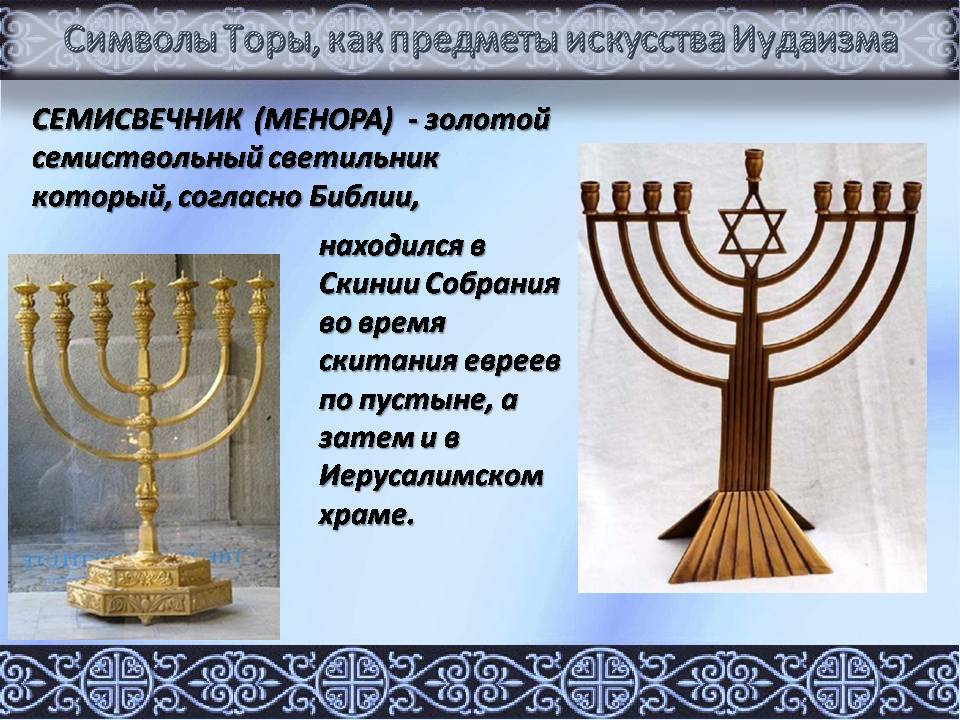 Символы Торы, как предметы искусства Иудаизма
СЕМИСВЕЧНИК (МЕНОРА) - золотой
семиствольный светильник
который, согласно Библии,
находился в
Скинии Собрания
во время
скитания евреев
по пустыне, а
затем и в
Иерусалимском
храме.